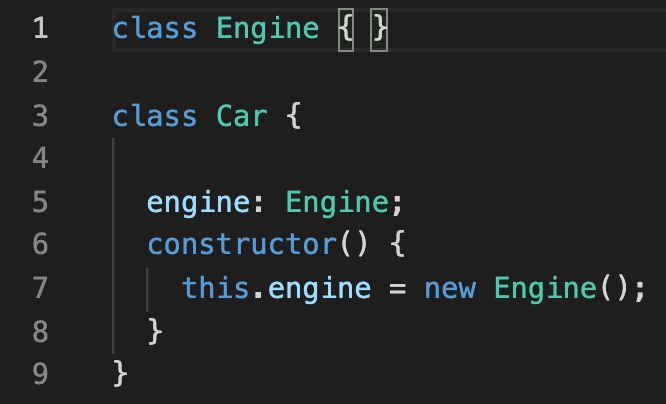 1 class Engine { }
2
3 class Car {
4
5 engine: Engine;
6 constructor() {
7 this.engine = new Engine();
8 }
9 }